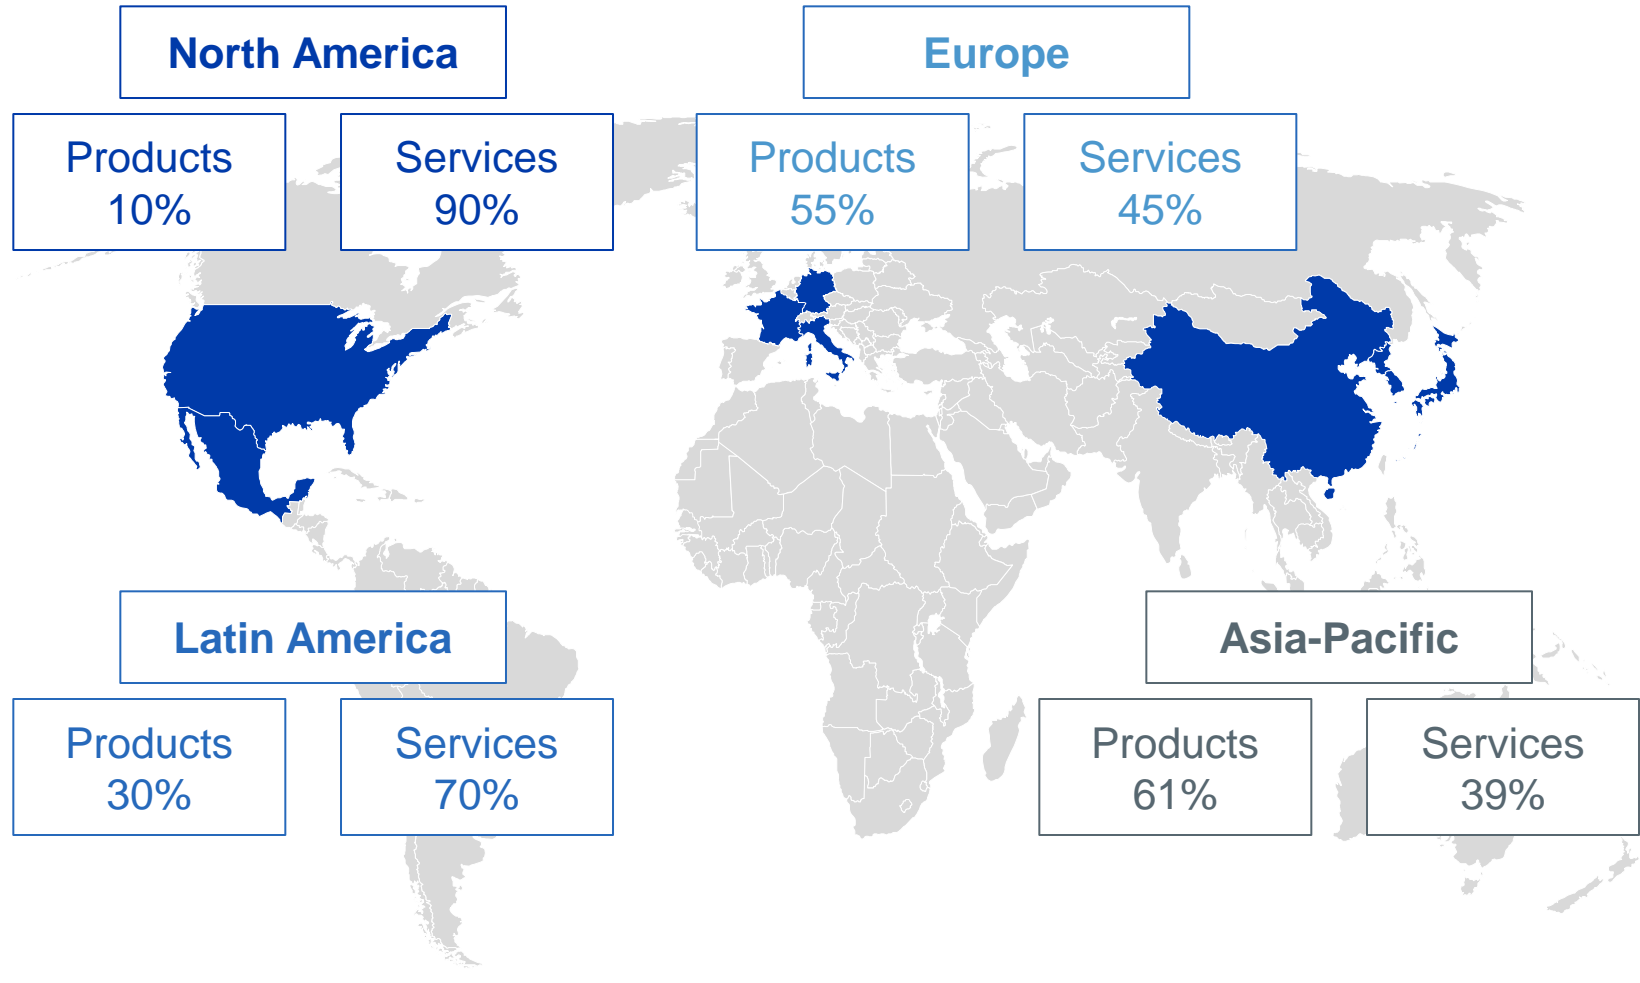 North America
Products
10%
Services
90%
Europe
Products
55%
Services
45%
Latin America
Products
30%
Services
70%
Asia-Pacific
Products
61%
Services
39%